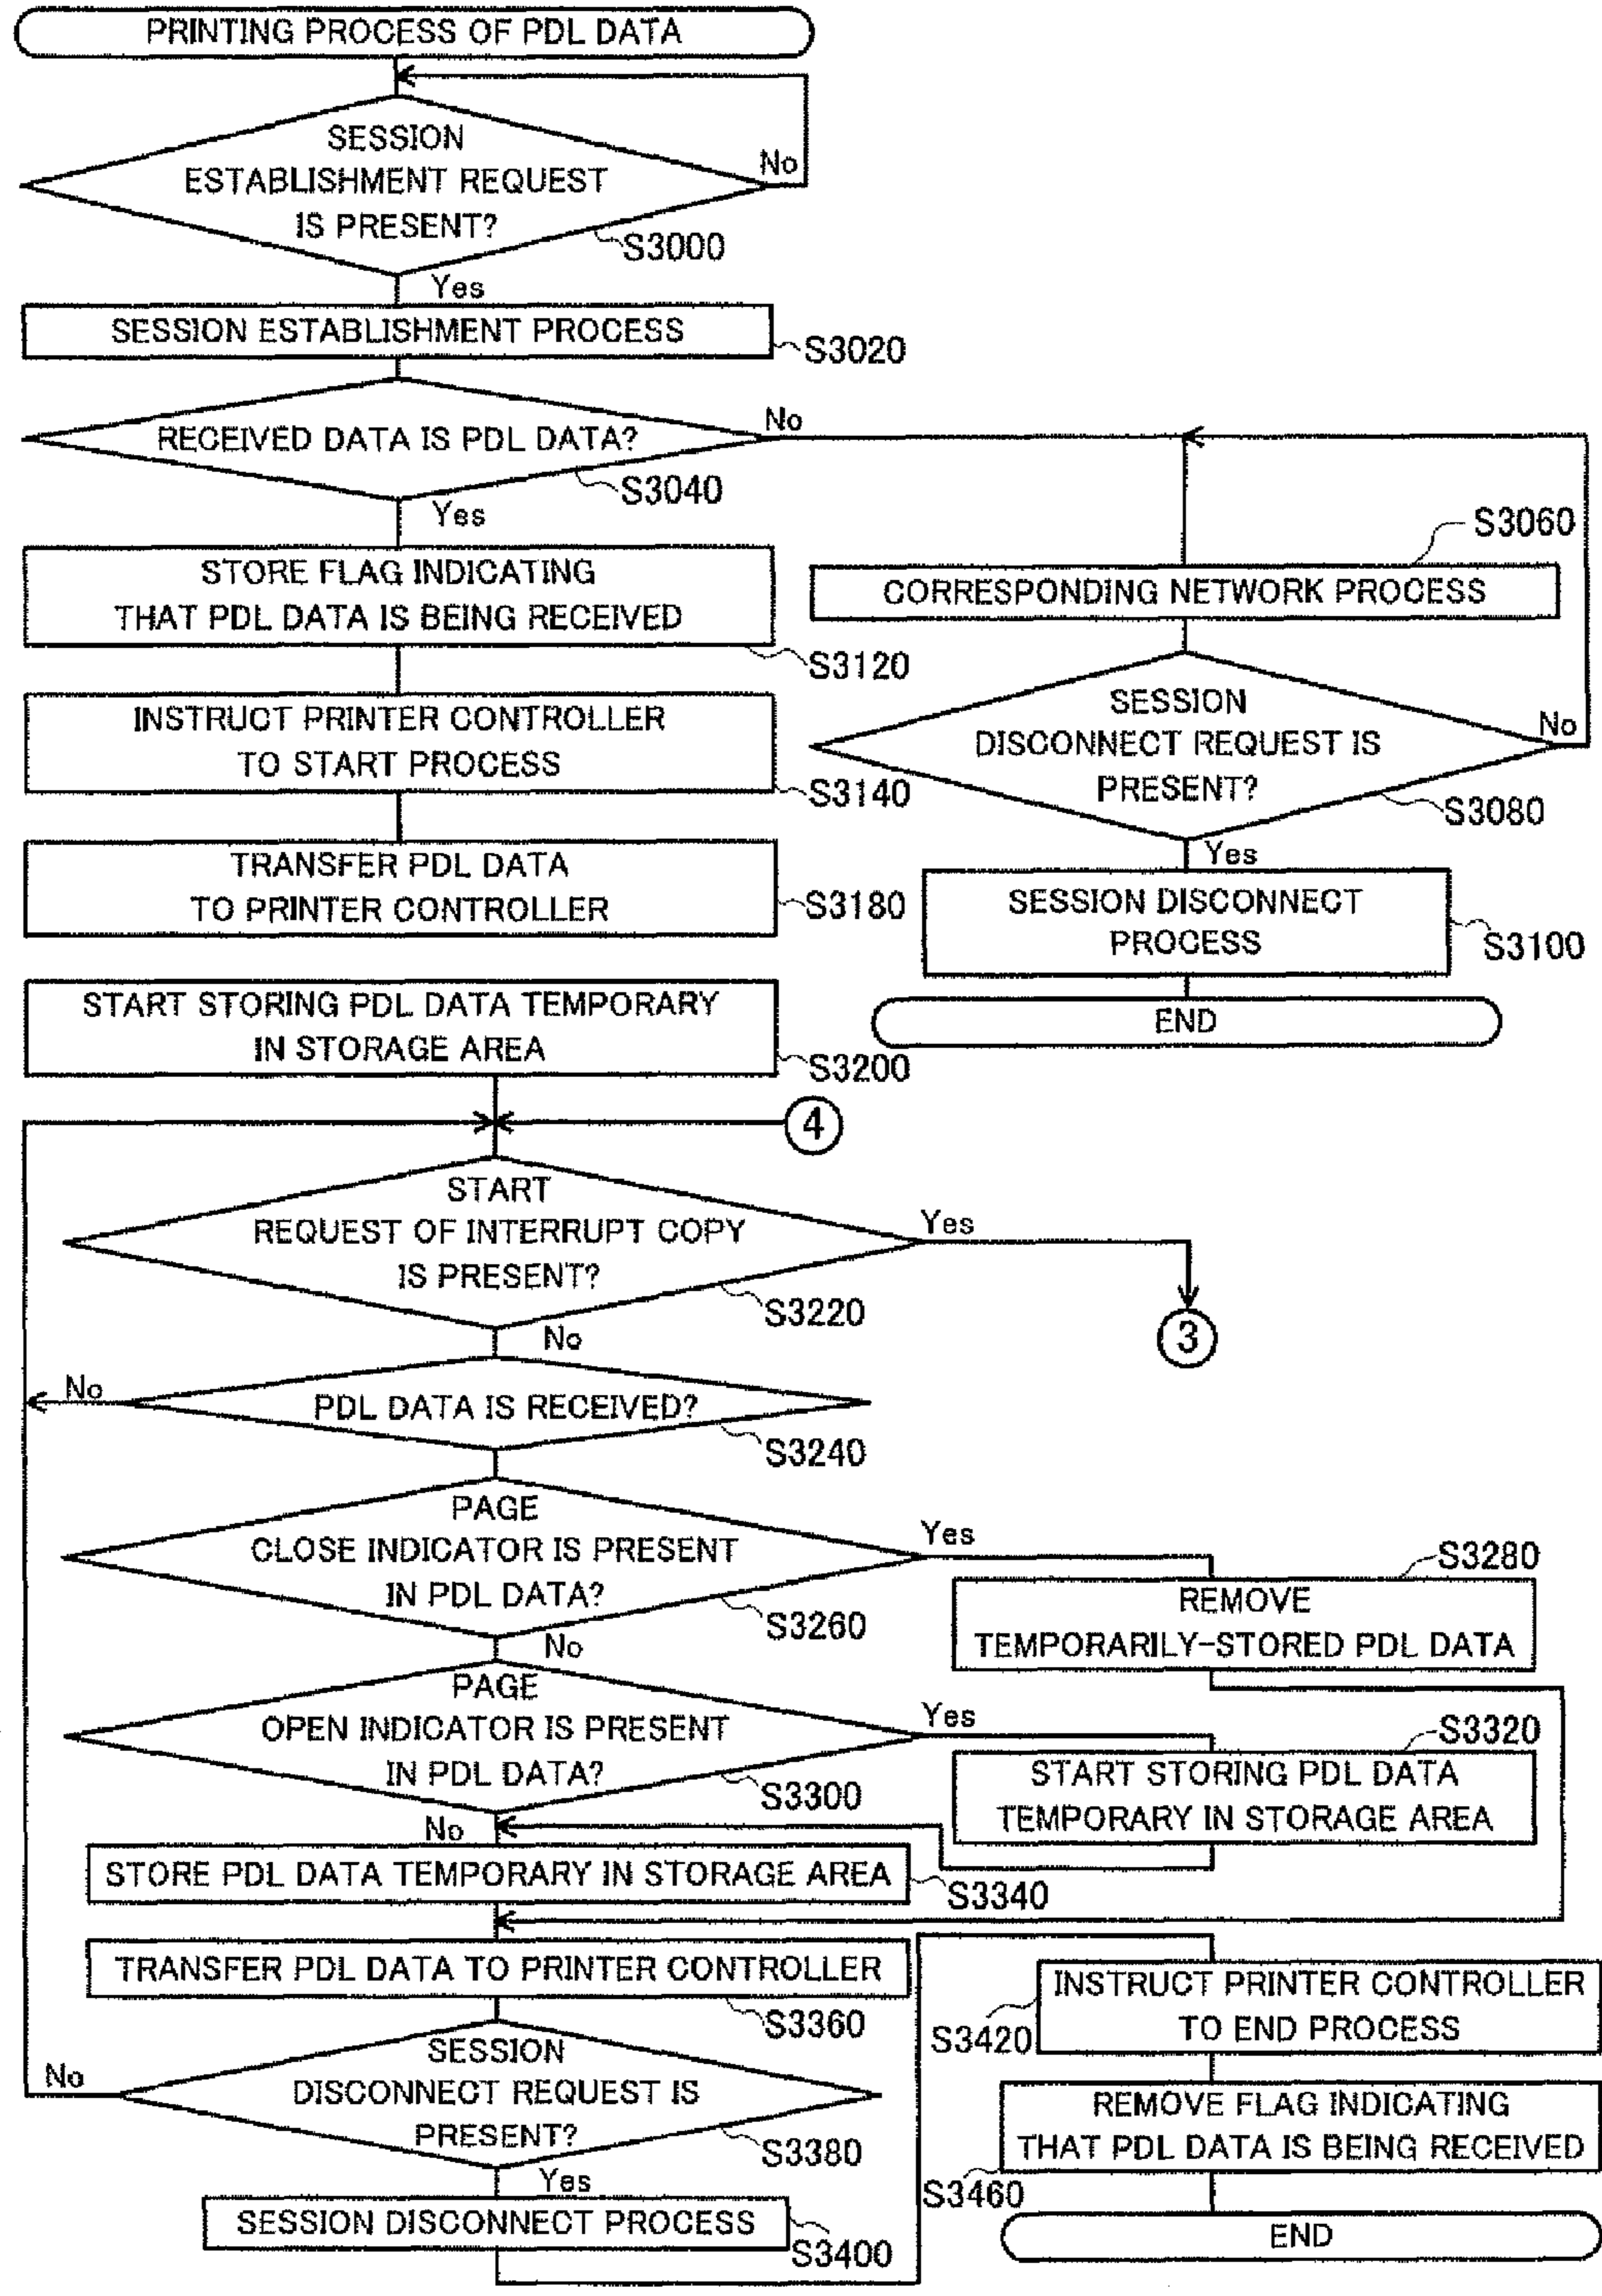 PRINTING PROCESS OF PDL DATA
SESSION
ESTABLISHMENT REQUEST
IS PRESENT?
No
S3000
Yes
SESSION ESTABLISHMENT PROCESS
S3020
RECEIVED DATA IS PDL DATA?
No
S3040
Yes
STORE FLAG INDICATING
THAT PDL DATA IS BEING RECEIVED
S3120
INSTRUCT PRINTER CONTROLLER
TO START PROCESS
S3140
TRANSFER PDL DATA
TO PRINTER CONTROLLER
S3180
S3060
CORRESPONDING NETWORK PROCESS
SESSION
DISCONNECT REQUEST IS
PRESENT?
No
S3080
Yes
SESSION DISCONNECT
PROCESS
S3100
END
START STORING PDL DATA TEMPORARY
IN STORAGE AREA
S3200
4
START
REQUEST OF INTERRUPT COPY
IS PRESENT?
Yes
S3220
3
No
PDL DATA IS RECEIVED?
No
S3240
PAGE
CLOSE INDICATOR IS PRESENT
IN PDL DATA?
Yes
S3260
S3280
REMOVE
TEMPORARILY-STORED PDL DATA
No
PAGE
OPEN INDICATOR IS PRESENT
IN PDL DATA?
Yes
S3300
S3320
START STORING PDL DATA
TEMPORARY IN STORAGE AREA
No
STORE PDL DATA TEMPORARY IN STORAGE AREA
S3340
TRANSFER PDL DATA TO PRINTER CONTROLLER
S3360
SESSION
DISCONNECT REQUEST IS
PRESENT?
No
S3380
Yes
SESSION DISCONNECT PROCESS
S3400
INSTRUCT PRINTER CONTROLLER
TO END PROCESS
S3420
REMOVE FLAG INDICATING
THAT PDL DATA IS BEING RECEIVED
S3460
END